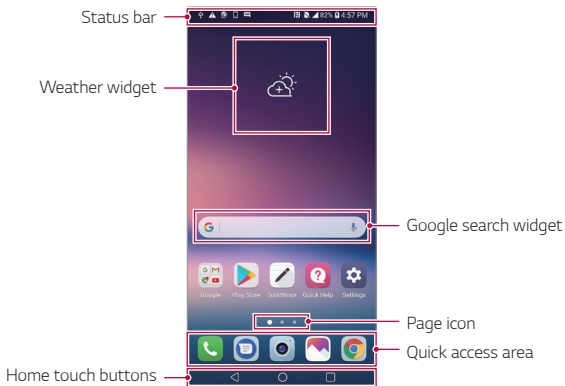 Status bar
82% 4:57 PM
Weather widget
G
Google search widget
Google Play Store QuickMemo+ Quick Help Settings
Page icon
Quick access area
Home touch buttons